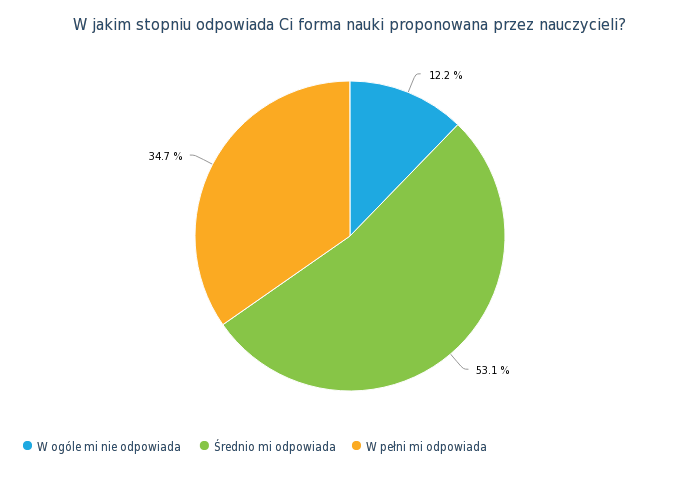 W jakim stopniu odpowiada Ci forma nauki proponowana przez nauczycieli?
12.2 %
34.7 %
53.1 %
W ogóle mi nie odpowiada Średnio mi odpowiada W pełni mi odpowiada